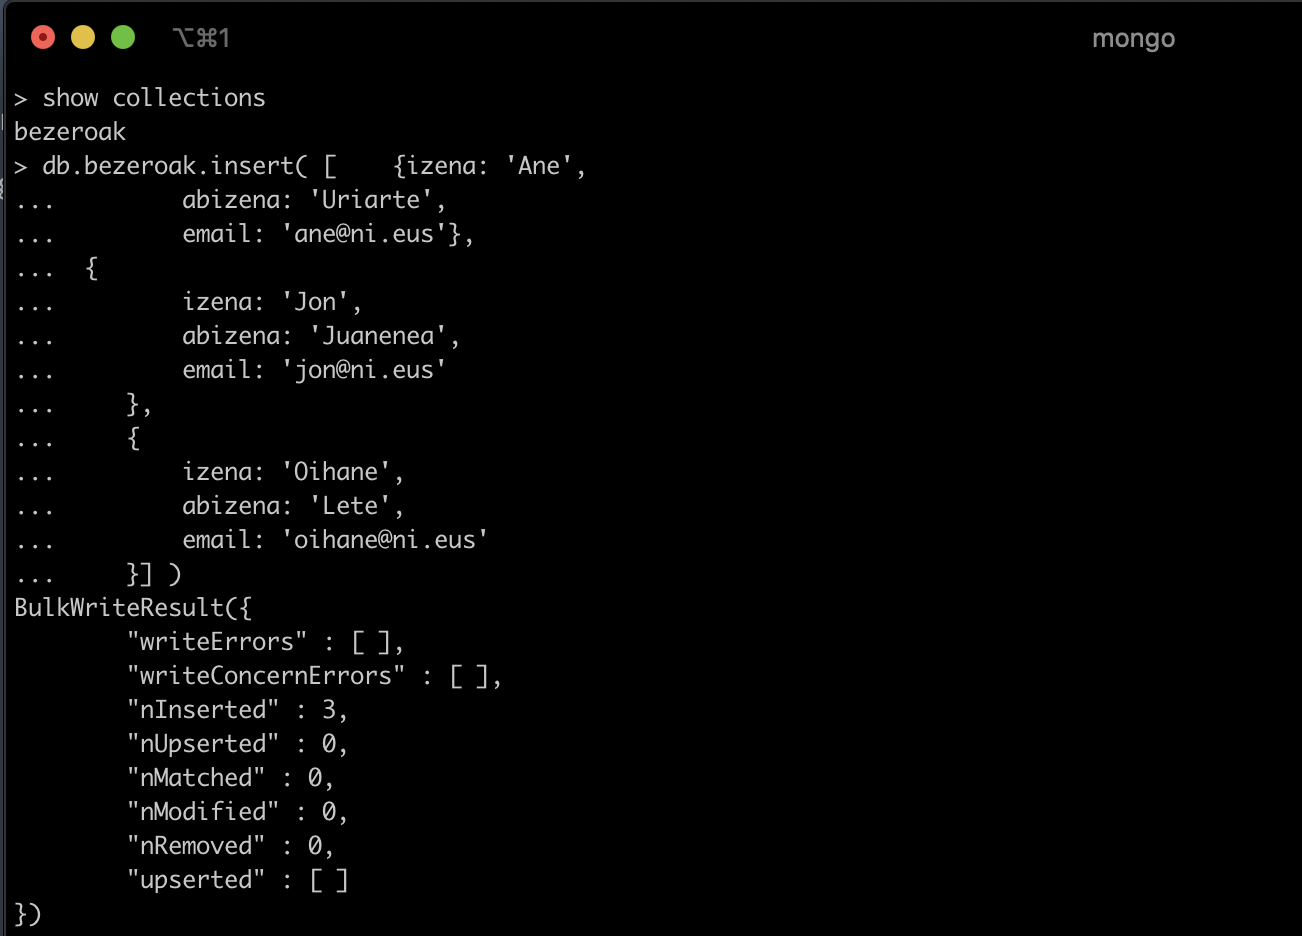 ⌥⌘1
mongo
> show collections
bezeroak
> db.bezeroak.insert( [    {izena: 'Ane',
...         abizena: 'Uriarte',
...         email: 'ane@ni.eus'},
...  {
...         izena: 'Jon',
...         abizena: 'Juanenea',
...         email: 'jon@ni.eus'
...     },
...     {
...         izena: 'Oihane',
...         abizena: 'Lete',
...         email: 'oihane@ni.eus'
...     }] )
BulkWriteResult({
        "writeErrors" : [ ],
        "writeConcernErrors" : [ ],
        "nInserted" : 3,
        "nUpserted" : 0,
        "nMatched" : 0,
        "nModified" : 0,
        "nRemoved" : 0,
        "upserted" : [ ]
})